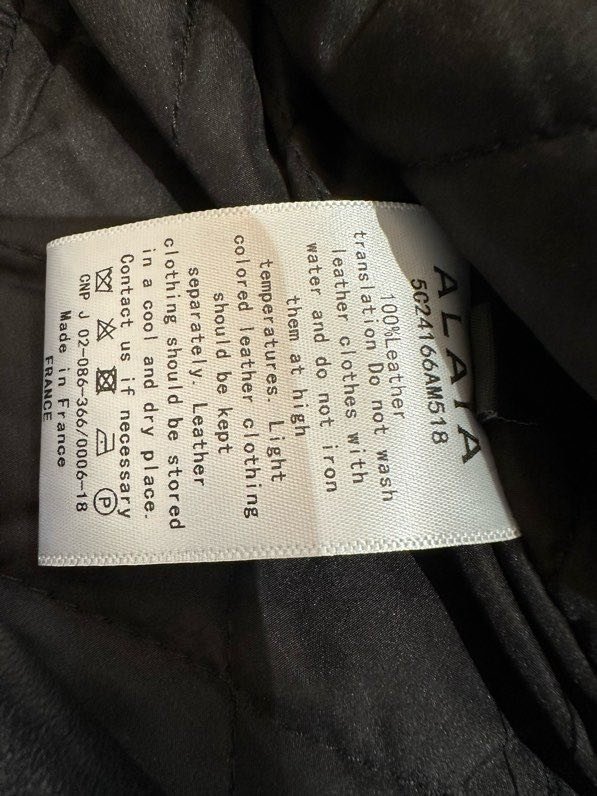 ALAIA
5C24166AM518
100%Leather
translation Do not wash
leather clothes with
water and do not iron
them at high
temperatures. Light
colored leather clothing
should be kept
separately. Leather
clothing should be stored
in a cool and dry place.
Contact us if necessary
P
CNP J 02-086-366/0006-18
Made in France
FRANCE